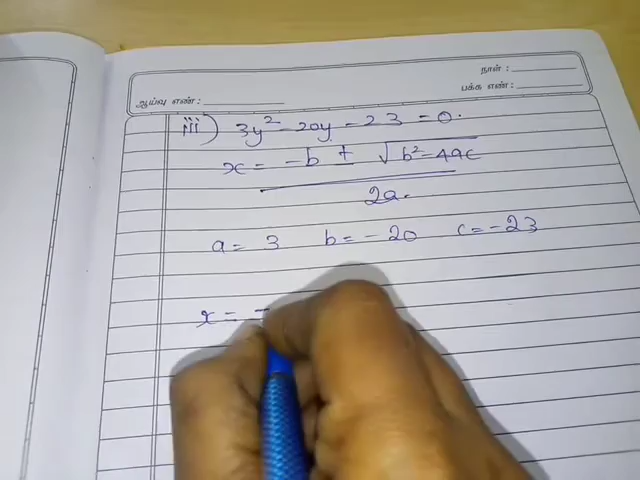 நாள் :
ஆய்வு எண் :
பக்க எண் :
iii) 3y² - 20y - 23 = 0.
x = -b ± √b²-4ac
2a.
a = 3 b = -20 c = -23
x = -